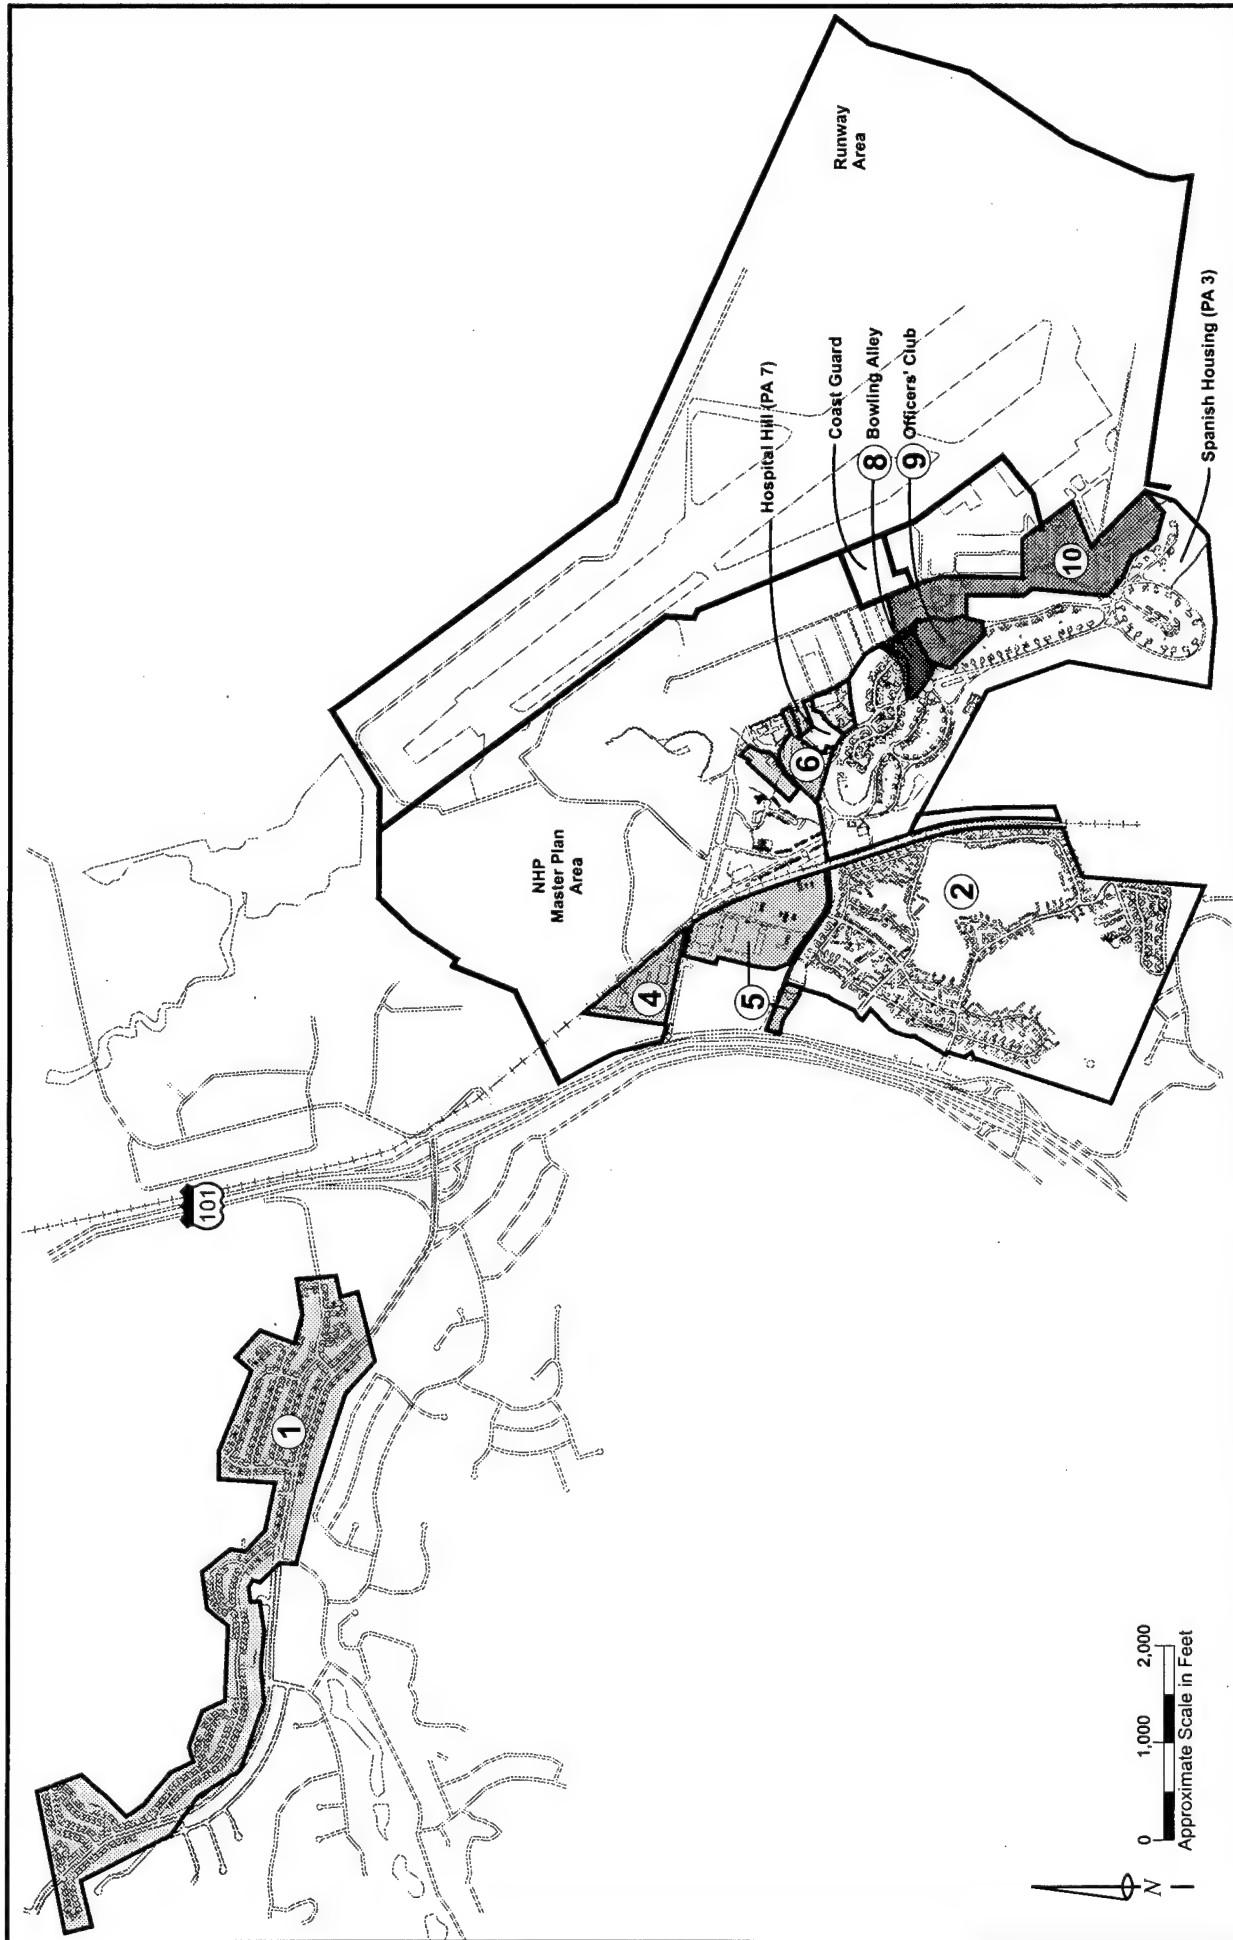 Runway
Area
NHP
Master Plan
Area
Hospital Hill (PA 7)
Coast Guard
8 Bowling Alley
9 Officers' Club
Spanish Housing (PA 3)
101
1
2
4
5
6
10
0 1,000 2,000
Approximate Scale in Feet
N